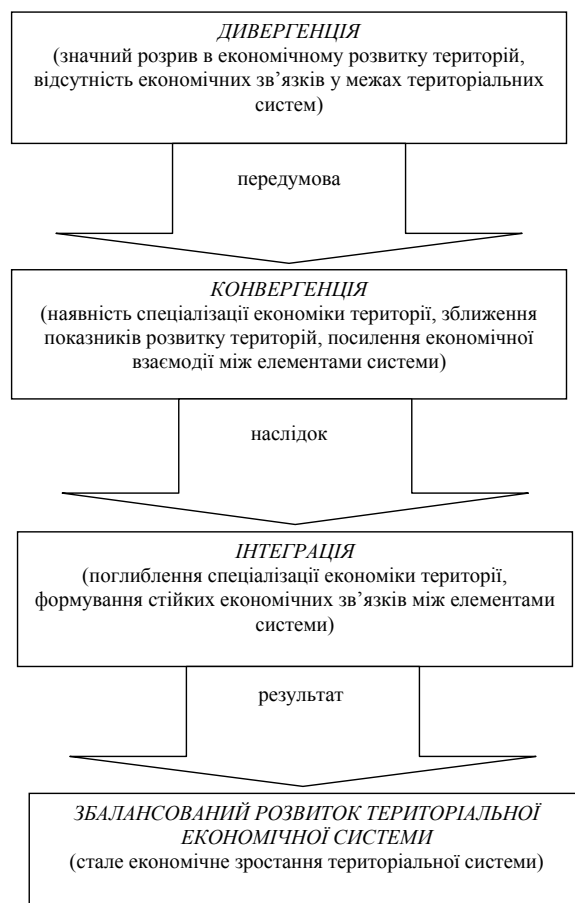 ДИВЕРГЕНЦІЯ
(значний розрив в економічному розвитку територій,
відсутність економічних зв’язків у межах територіальних
систем)
передумова
КОНВЕРГЕНЦІЯ
(наявність спеціалізації економіки території, зближення
показників розвитку територій, посилення економічної
взаємодії між елементами системи)
наслідок
ІНТЕГРАЦІЯ
(поглиблення спеціалізації економіки території,
формування стійких економічних зв’язків між елементами
системи)
результат
ЗБАЛАНСОВАНИЙ РОЗВИТОК ТЕРИТОРІАЛЬНОЇ
ЕКОНОМІЧНОЇ СИСТЕМИ
(стале економічне зростання територіальної системи)